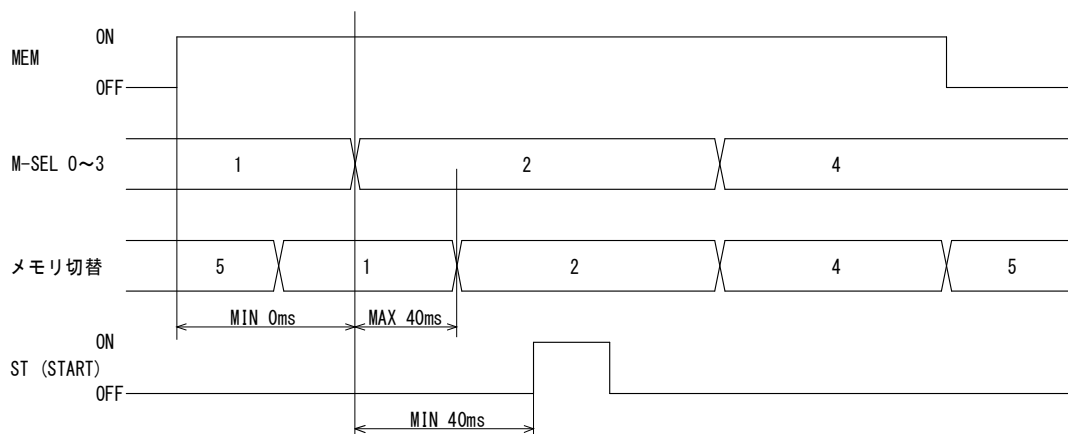 ON
MEM
OFF
M-SEL 0～3 1 2 4
メモリ切替 5 1 2 4 5
MIN 0ms MAX 40ms
ON
ST (START)
OFF
MIN 40ms